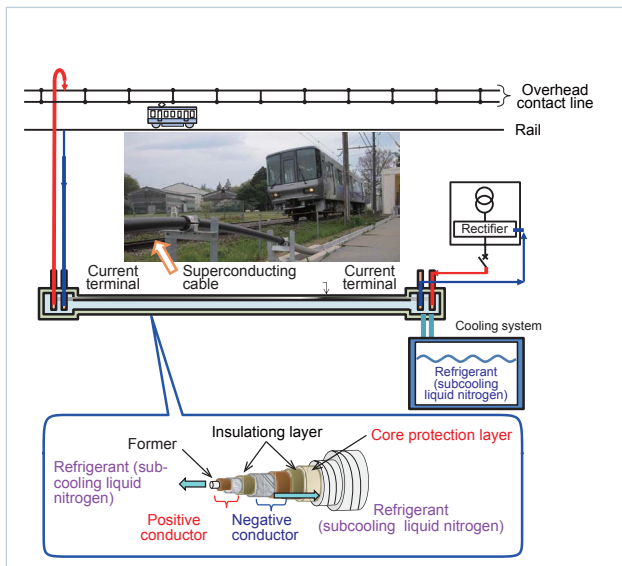 Overhead
contact line
Rail
Rectifier
Current
terminal
Superconducting
cable
Current
terminal
Cooling system
Refrigerant
(subcooling
liquid nitrogen)
Insulationg layer
Former
Core protection layer
Refrigerant (sub-
cooling liquid
nitrogen)
Positive
conductor
Negative
conductor
Refrigerant
(subcooling liquid nitrogen)